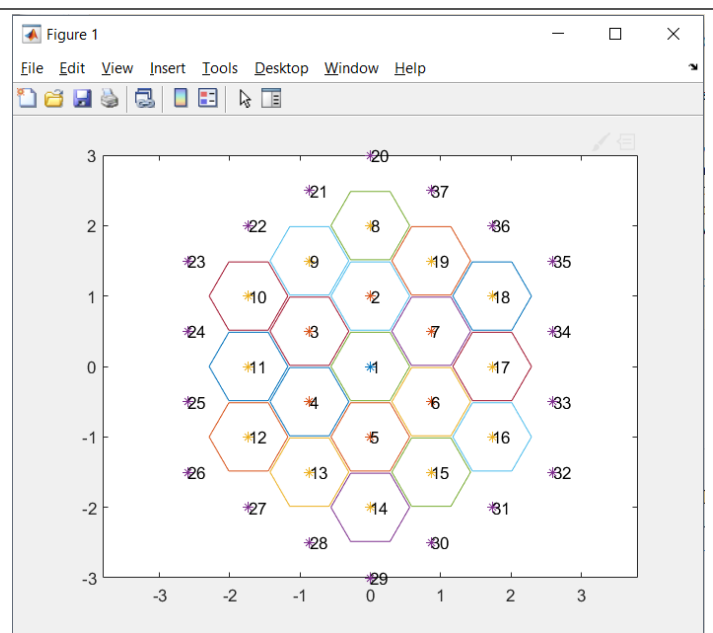 Figure 1
File Edit View Insert Tools Desktop Window Help
3 20
21 37
2 22 8 36
23 9 19 35
1 10 2 18
24 3 7 34
0 11 1 17
25 4 6 33
-1 12 5 16
26 13 15 32
-2 27 14 31
28 30
-3 29
-3 -2 -1 0 1 2 3